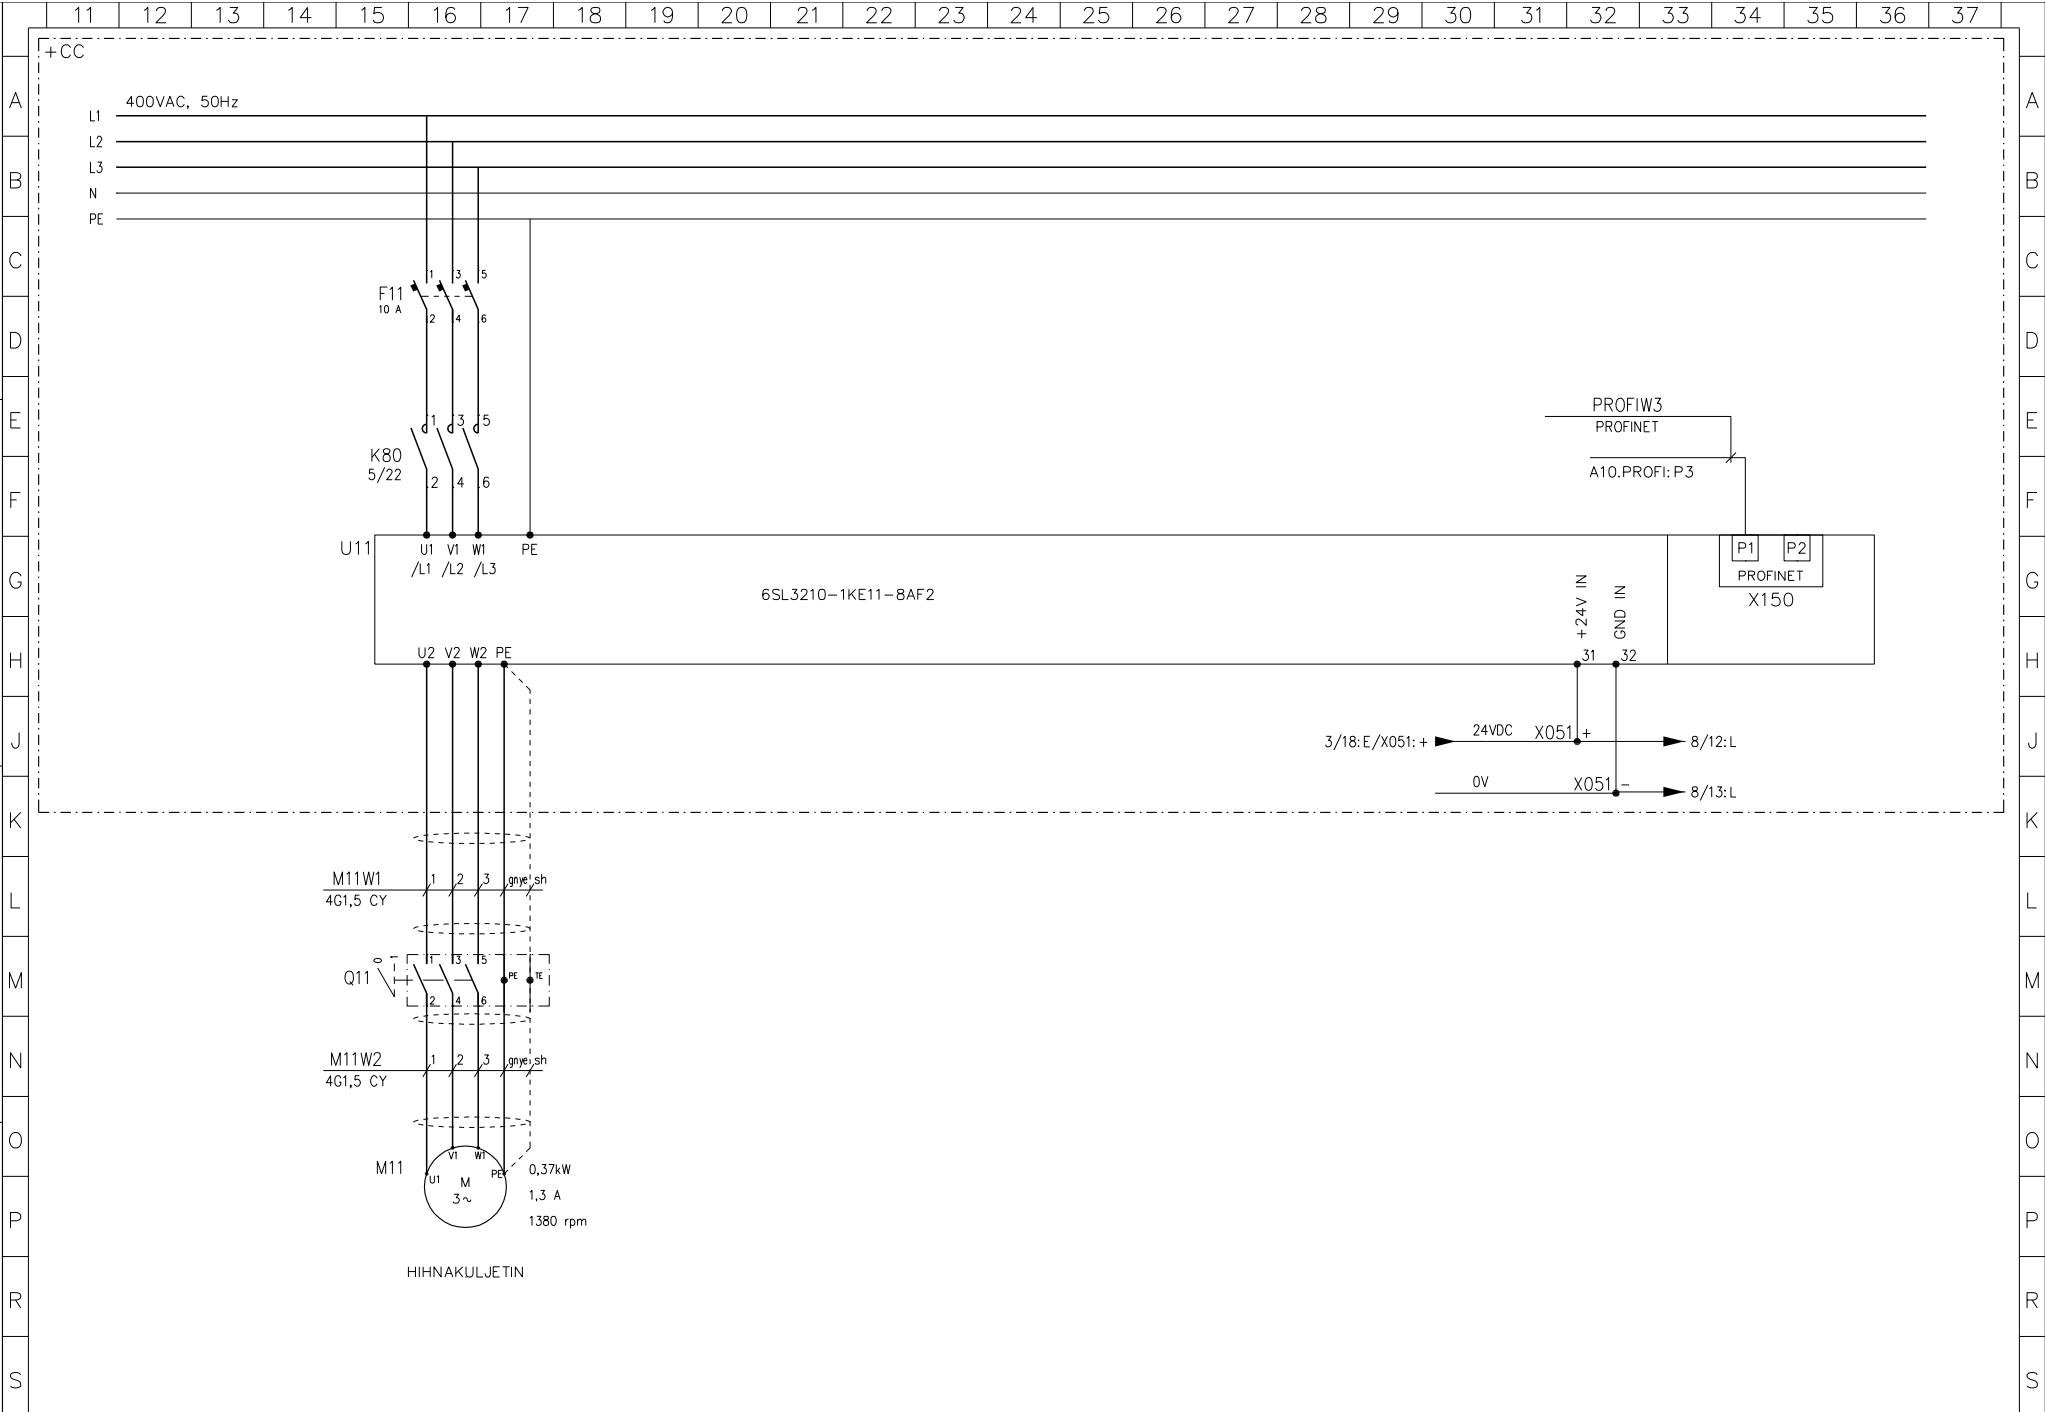 11 12 13 14 15 16 17 18 19 20 21 22 23 24 25 26 27 28 29 30 31 32 33 34 35 36 37
+CC
A A
400VAC, 50Hz
L1
L2
L3
B B
N
PE
C C
1 3 5
F11
10 A
2 4 6
D D
PROFIW3
E 1 3 5 E
PROFINET
K80
5/22
A10.PROFI:P3
2 4 6
F F
U11 U1 V1 W1 PE P1 P2
/L1 /L2 /L3
PROFINET
G G
6SL3210-1KE11-8AF2
X150
+24V IN
GND IN
U2 V2 W2 PE 31 32
H H
24VDC X051 +
J 3/18:E/X051:+ 8/12:L J
0V X051 -
8/13:L
K K
M11W1 1 2 3 gnye sh
4G1,5 CY
L L
0 1
1 3 5
Q11 PE TE
M M
2 4 6
M11W2 1 2 3 gnye sh
N N
4G1,5 CY
O O
V1 W1
M11 U1 PE 0,37kW
M
3~ 1,3 A
P 1380 rpm P
HIHNAKULJETIN
R R
S S